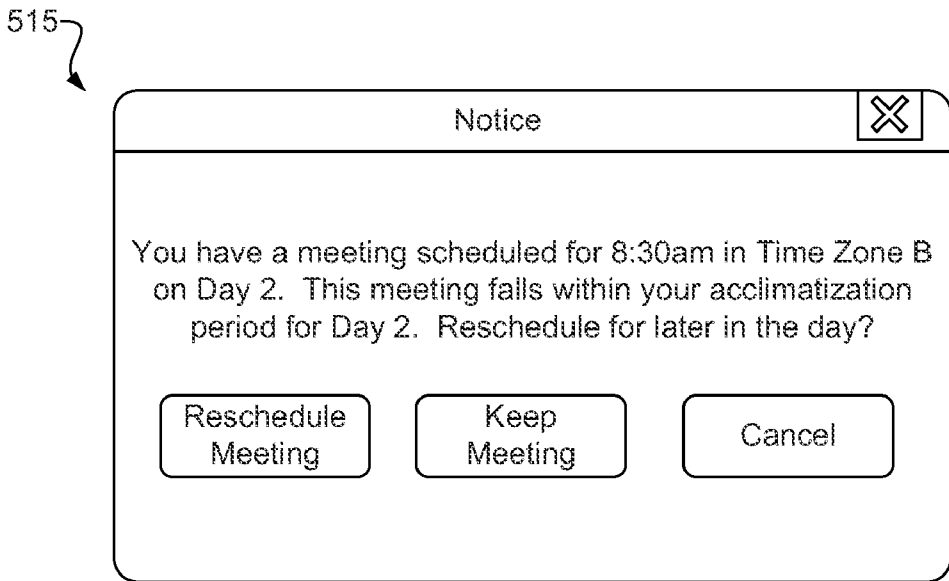 515
Notice
You have a meeting scheduled for 8:30am in Time Zone B
on Day 2.  This meeting falls within your acclimatization
period for Day 2.  Reschedule for later in the day?
Reschedule
Meeting
Keep
Meeting
Cancel